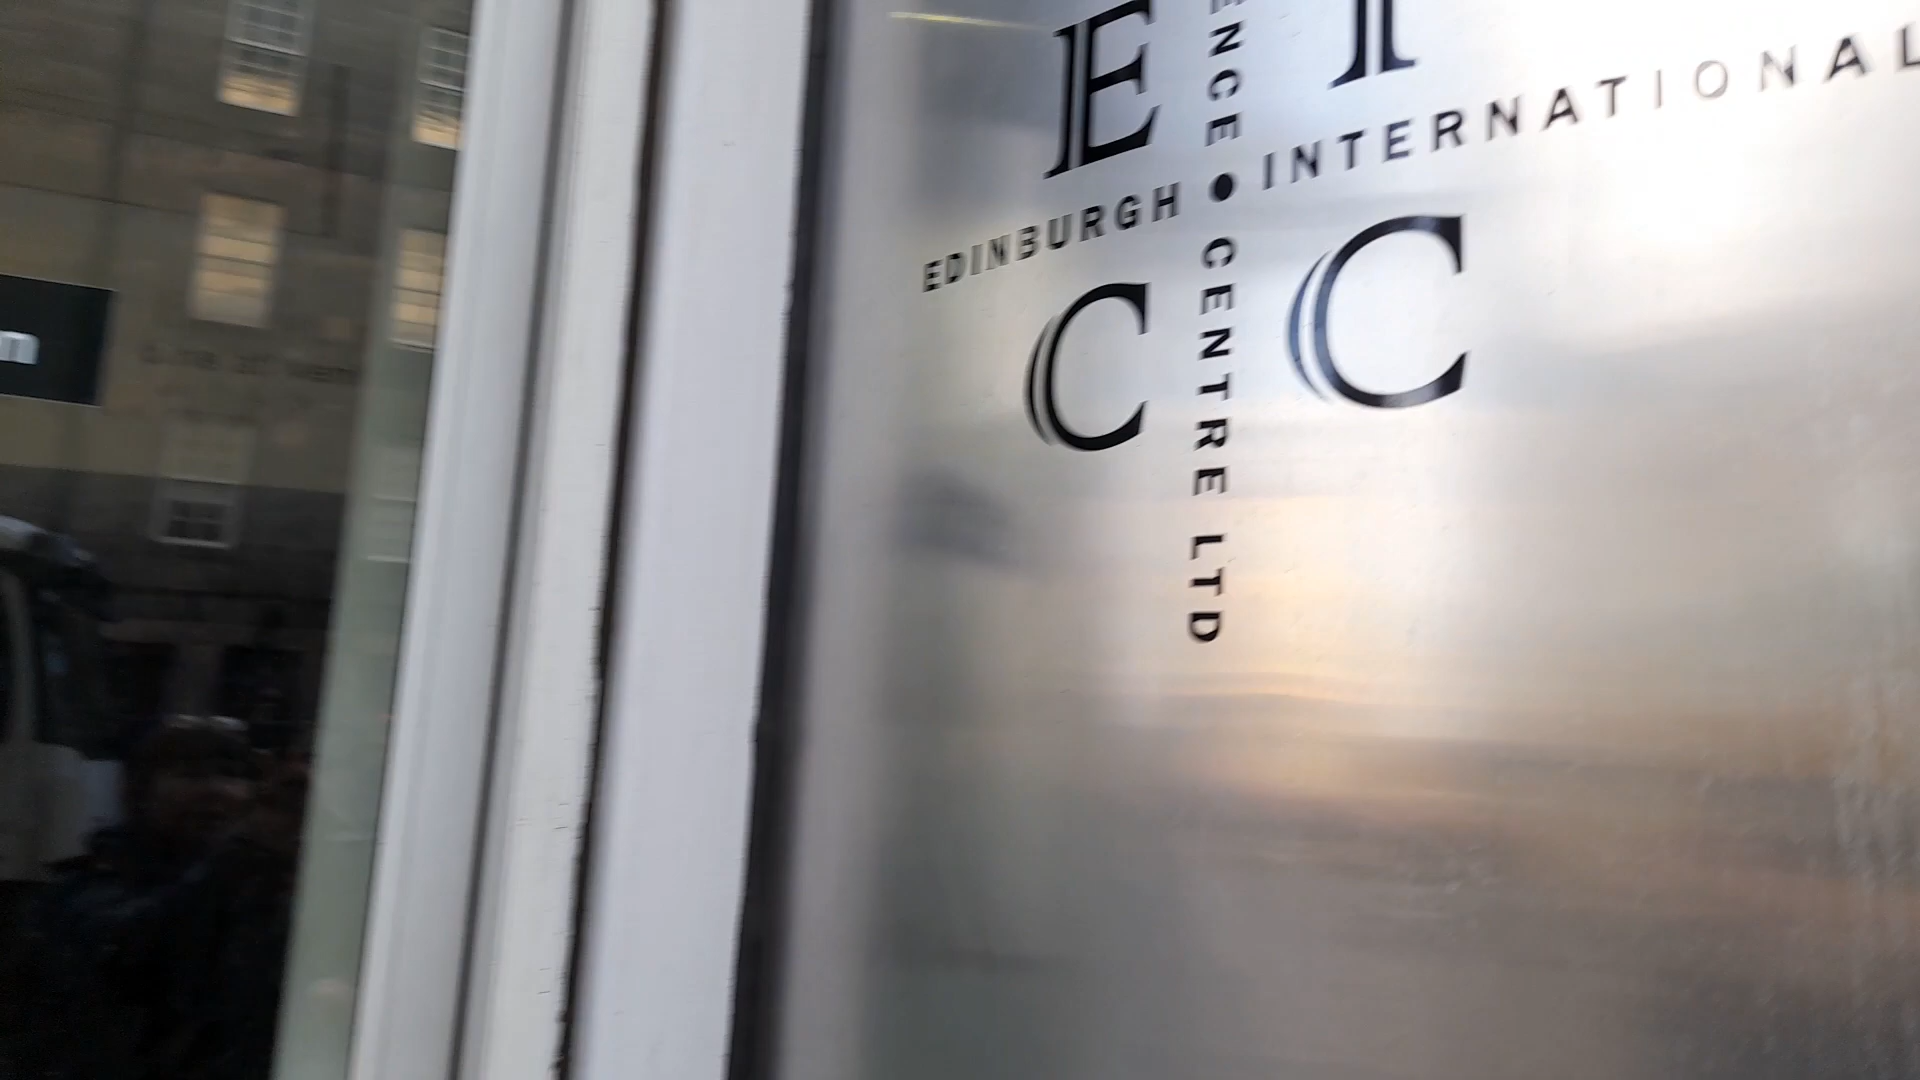 E I
EDINBURGH • INTERNATIONAL
C C
ENCE • CENTRE LTD